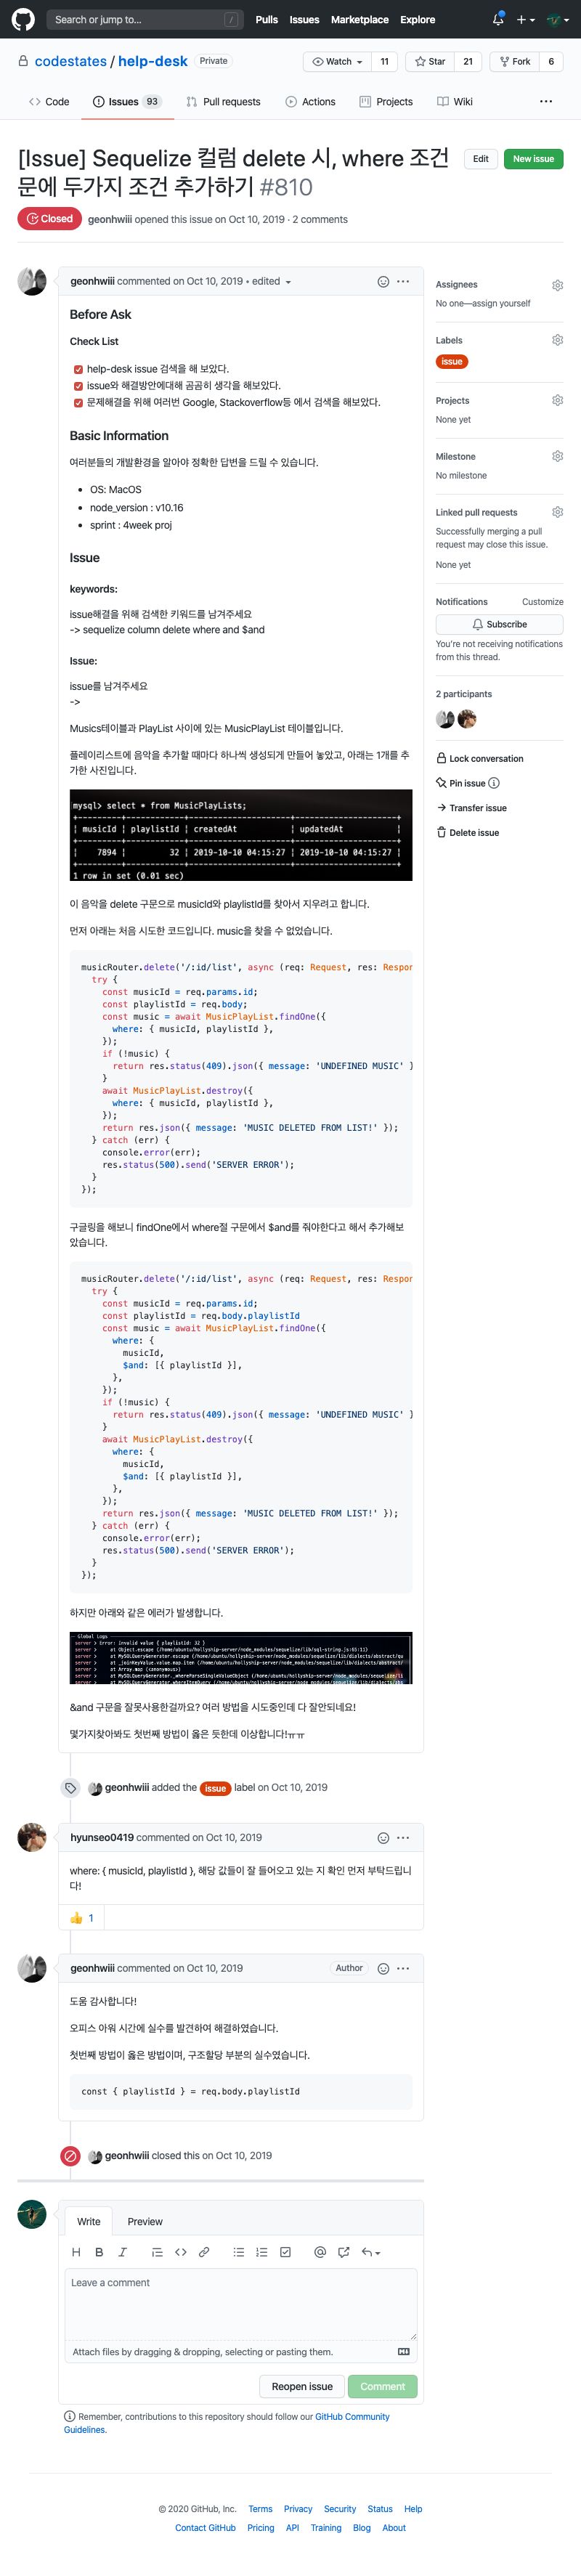 Search or jump to...
/
Pulls Issues Marketplace Explore
codestates / help-desk Private
Watch 11 Star 21 Fork 6
Code Issues 93 Pull requests Actions Projects Wiki
[Issue] Sequelize 컬럼 delete 시, where 조건
문에 두가지 조건 추가하기 #810
Edit New issue
Closed geonhwiii opened this issue on Oct 10, 2019 · 2 comments
geonhwiii commented on Oct 10, 2019 • edited
Before Ask
Check List
help-desk issue 검색을 해 보았다.
issue와 해결방안에대해 곰곰히 생각을 해보았다.
문제해결을 위해 여러번 Google, Stackoverflow등 에서 검색을 해보았다.
Basic Information
여러분들의 개발환경을 알아야 정확한 답변을 드릴 수 있습니다.
• OS: MacOS
• node_version : v10.16
• sprint : 4week proj
Issue
keywords:
issue해결을 위해 검색한 키워드를 남겨주세요
-> sequelize column delete where and $and
Issue:
issue를 남겨주세요
->
Musics테이블과 PlayList 사이에 있는 MusicPlayList 테이블입니다.
플레이리스트에 음악을 추가할 때마다 하나씩 생성되게 만들어 놓았고, 아래는 1개를 추
가한 사진입니다.
mysql> select * from MusicPlayLists;
+---------+------------+---------------------+---------------------+
| musicId | playlistId | createdAt | updatedAt |
+---------+------------+---------------------+---------------------+
| 7894 | 32 | 2019-10-10 04:15:27 | 2019-10-10 04:15:27 |
+---------+------------+---------------------+---------------------+
1 row in set (0.01 sec)
이 음악을 delete 구문으로 musicId와 playlistId를 찾아서 지우려고 합니다.
먼저 아래는 처음 시도한 코드입니다. music을 찾을 수 없었습니다.
musicRouter.delete('/:id/list', async (req: Request, res: Respon
try {
const musicId = req.params.id;
const playlistId = req.body;
const music = await MusicPlayList.findOne({
where: { musicId, playlistId },
});
if (!music) {
return res.status(409).json({ message: 'UNDEFINED MUSIC' }
}
await MusicPlayList.destroy({
where: { musicId, playlistId },
});
return res.json({ message: 'MUSIC DELETED FROM LIST!' });
} catch (err) {
console.error(err);
res.status(500).send('SERVER ERROR');
}
});
구글링을 해보니 findOne에서 where절 구문에서 $and를 줘야한다고 해서 추가해보
았습니다.
musicRouter.delete('/:id/list', async (req: Request, res: Respon
try {
const musicId = req.params.id;
const playlistId = req.body.playlistId
const music = await MusicPlayList.findOne({
where: {
musicId,
$and: [{ playlistId }],
},
});
if (!music) {
return res.status(409).json({ message: 'UNDEFINED MUSIC' }
}
await MusicPlayList.destroy({
where: {
musicId,
$and: [{ playlistId }],
},
});
return res.json({ message: 'MUSIC DELETED FROM LIST!' });
} catch (err) {
console.error(err);
res.status(500).send('SERVER ERROR');
}
});
하지만 아래와 같은 에러가 발생합니다.
Global Logs
server > Error: Invalid value { playlistId: 32 }
&and 구문을 잘못사용한걸까요? 여러 방법을 시도중인데 다 잘안되네요!
몇가지찾아봐도 첫번째 방법이 옳은 듯한데 이상합니다!ㅠㅠ
geonhwiii added the issue label on Oct 10, 2019
hyunseo0419 commented on Oct 10, 2019
where: { musicId, playlistId }, 해당 값들이 잘 들어오고 있는 지 확인 먼저 부탁드립니
다!
👍 1
geonhwiii commented on Oct 10, 2019 Author
도움 감사합니다!
오피스 아워 시간에 실수를 발견하여 해결하였습니다.
첫번째 방법이 옳은 방법이며, 구조할당 부분의 실수였습니다.
const { playlistId } = req.body.playlistId
geonhwiii closed this on Oct 10, 2019
Write Preview
Leave a comment
Attach files by dragging & dropping, selecting or pasting them.
Reopen issue Comment
Remember, contributions to this repository should follow our GitHub Community
Guidelines.
Assignees
No one—assign yourself
Labels
issue
Projects
None yet
Milestone
No milestone
Linked pull requests
Successfully merging a pull
request may close this issue.
None yet
Notifications Customize
Subscribe
You're not receiving notifications
from this thread.
2 participants
Lock conversation
Pin issue
Transfer issue
Delete issue
© 2020 GitHub, Inc. Terms Privacy Security Status Help
Contact GitHub Pricing API Training Blog About